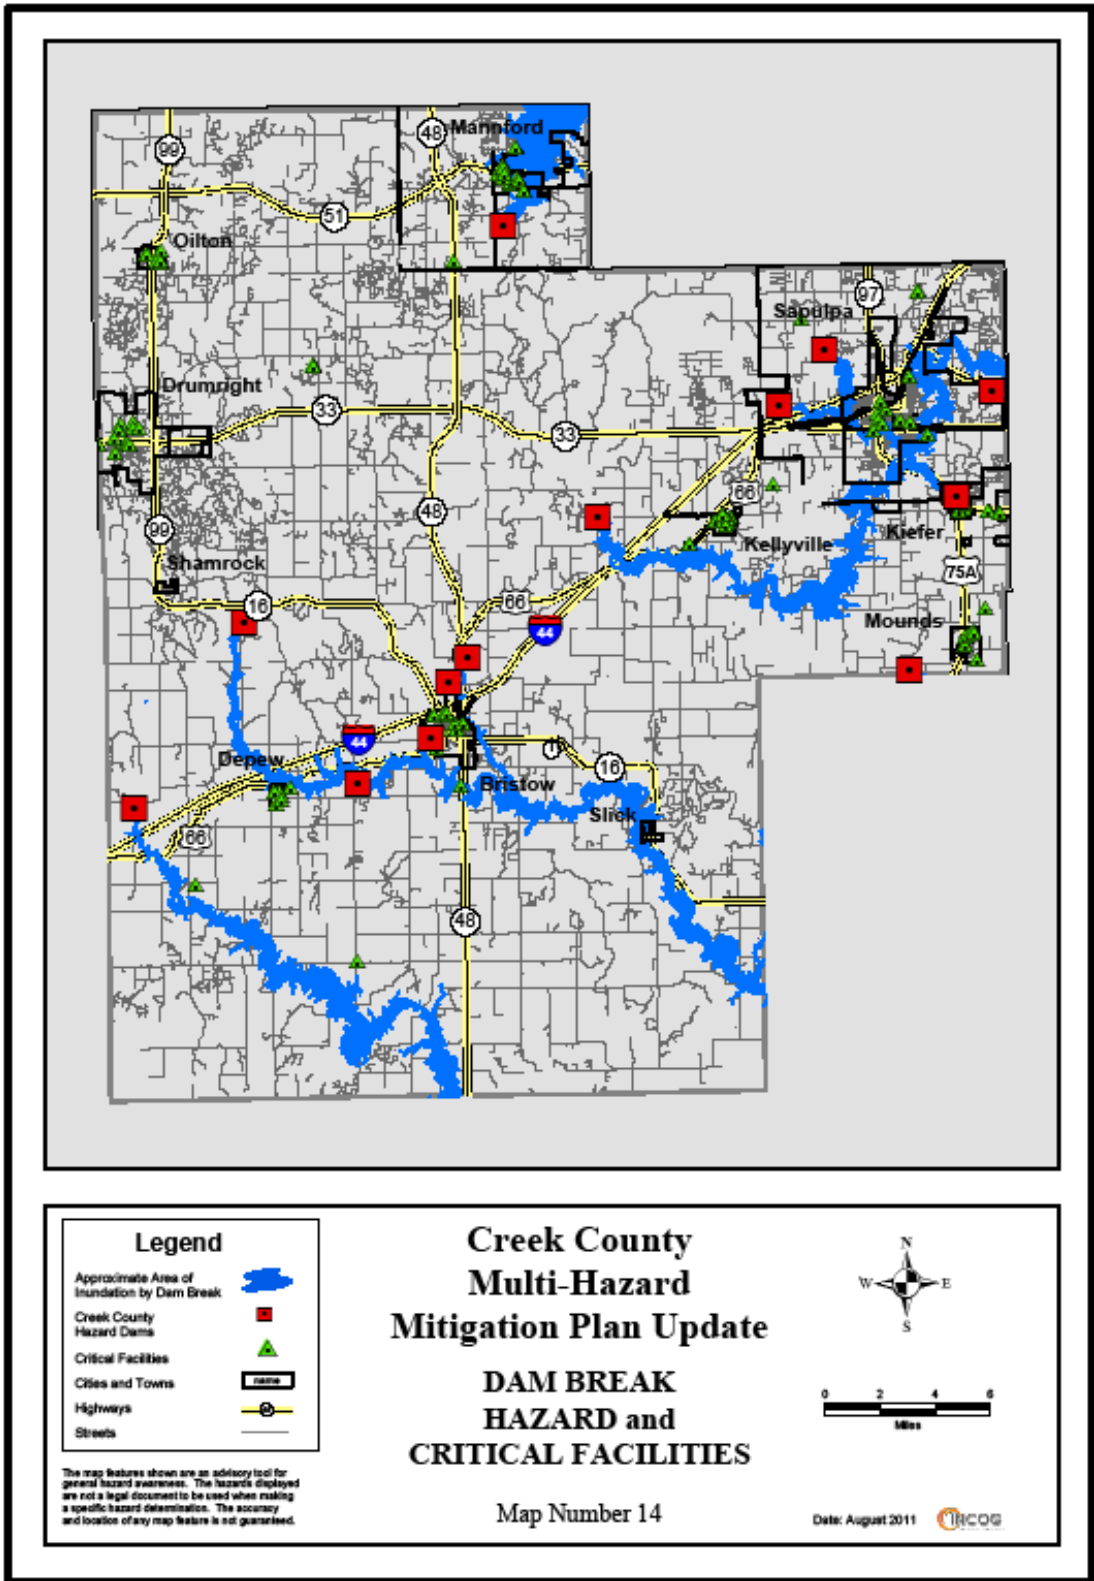 48
Mannford
99
51
Oilton
97
Sapulpa
Drumright
33
33
66
48
99
Kellyville
Kiefer
Shamrock
75A
16
66
44
Mounds
44
Depew
16
Bristow
Slick
66
48
Legend
Approximate Area of
Inundation by Dam Break
Creek County
Hazard Dams
Critical Facilities
Cities and Towns
name
Highways
Streets
The map features shown are an advisory tool for
general hazard awareness. The hazards displayed
are not a legal document to be used when making
a specific hazard determination. The accuracy
and location of any map feature is not guaranteed.
Creek County
Multi-Hazard
Mitigation Plan Update
DAM BREAK
HAZARD and
CRITICAL FACILITIES
Map Number 14
N
W
E
S
0 2 4 6
Miles
Date: August 2011
INCOG